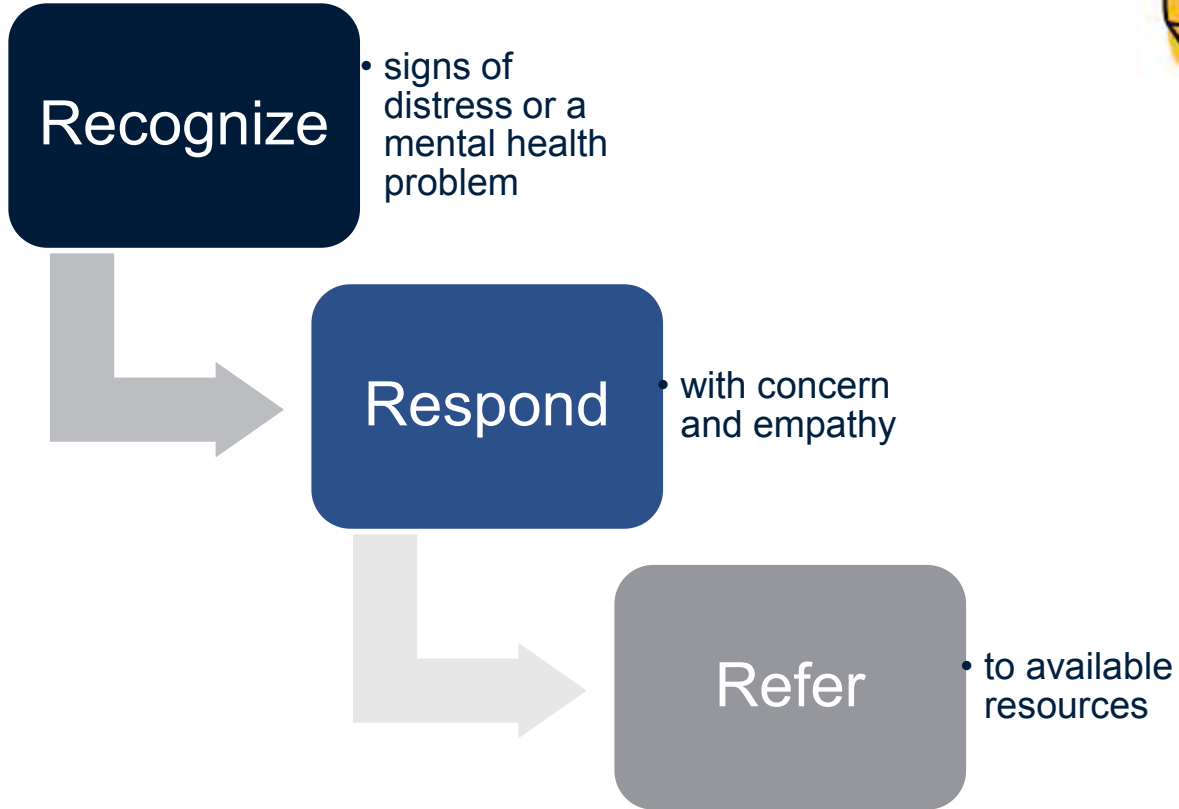 Recognize
• signs of
distress or a
mental health
problem
Respond
• with concern
and empathy
Refer
• to available
resources